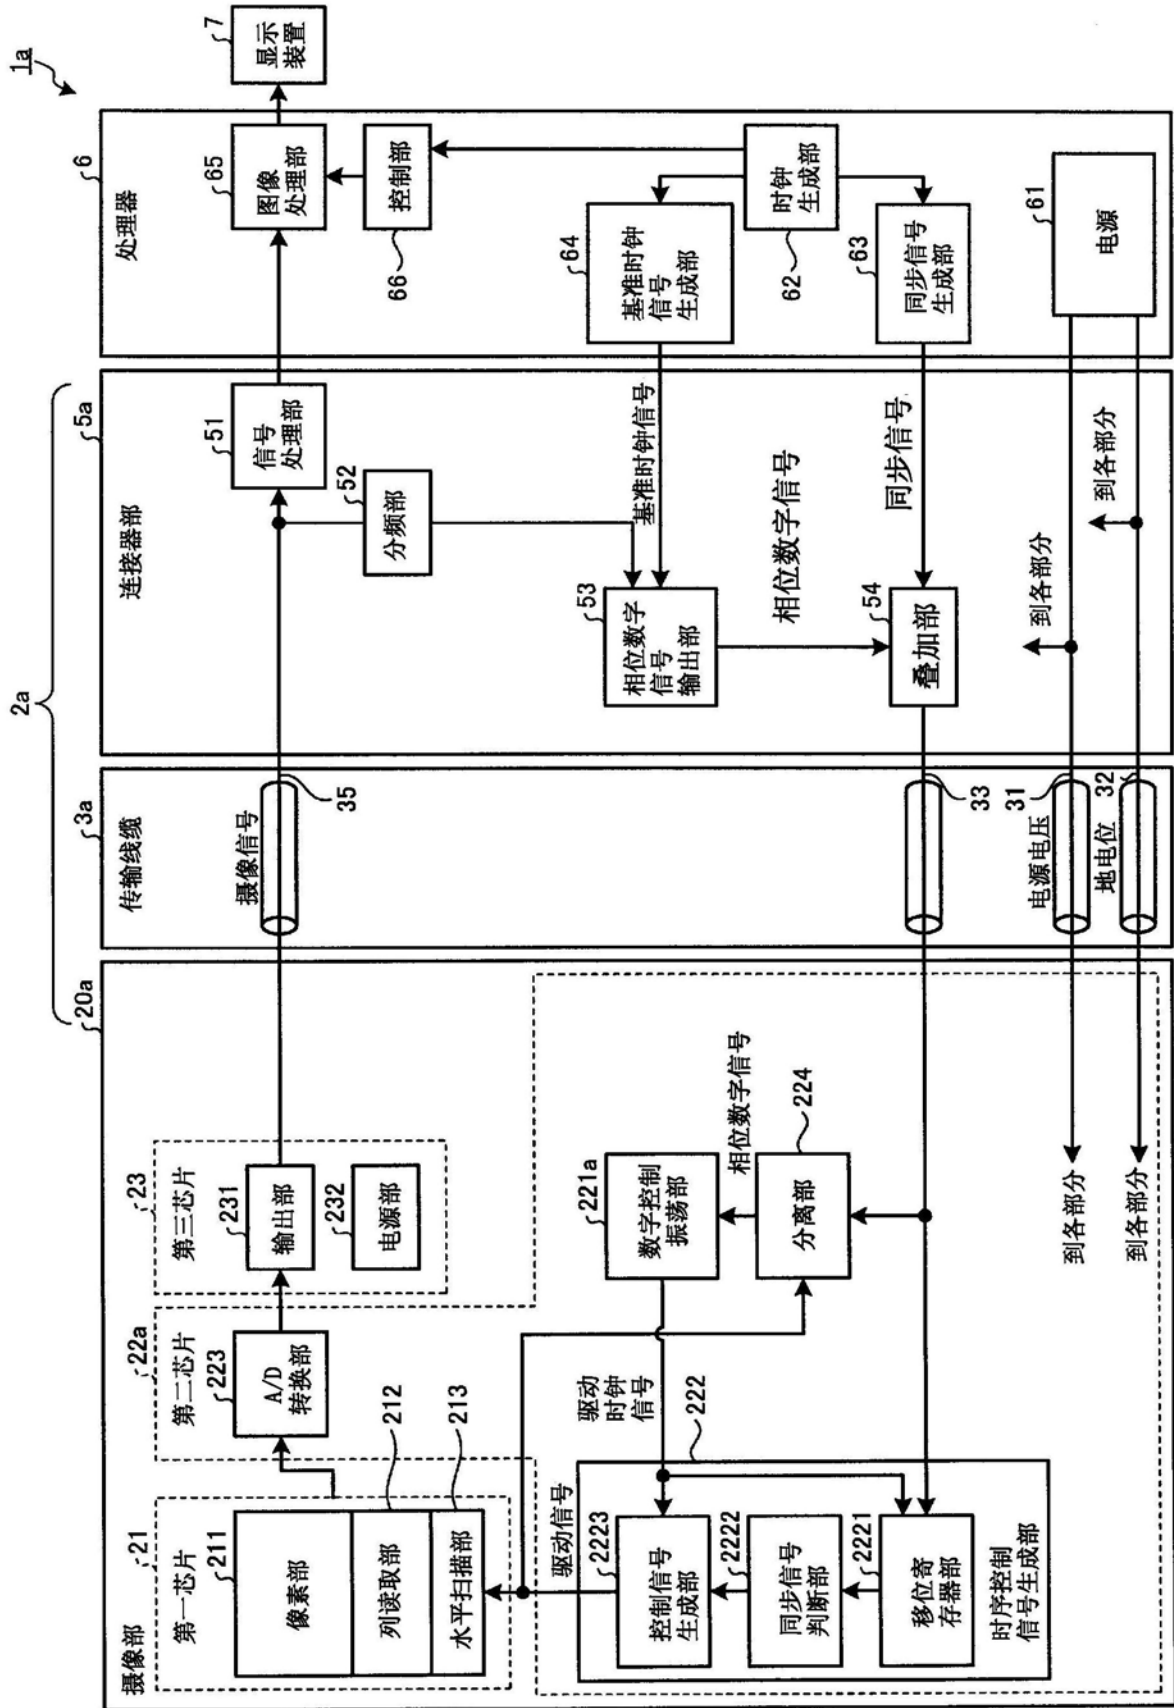 1a
2a
摄像部
20a
第一芯片
21
像素部
211
列读取部
212
水平扫描部
213
第二芯片
22a
A/D
转换部
223
第三芯片
23
输出部
231
电源部
232
驱动信号
驱动
时钟
信号
数字控制
振荡部
221a
相位数字信号
分离部
224
222
控制信号
生成部
2223
同步信号
判断部
2222
移位寄
存器部
2221
时序控制
信号生成部
到各部分
到各部分
传输线缆
3a
摄像信号
35
33
电源电压
31
地电位
32
连接器部
5a
信号
处理部
51
分频部
52
基准时钟信号
相位数字
信号
输出部
53
相位数字信号
同步信号
叠加部
54
到各部分
到各部分
处理器
6
图像
处理部
65
控制部
66
基准时钟
信号
生成部
64
时钟
生成部
62
同步信号
生成部
63
电源
61
显示
装置
7